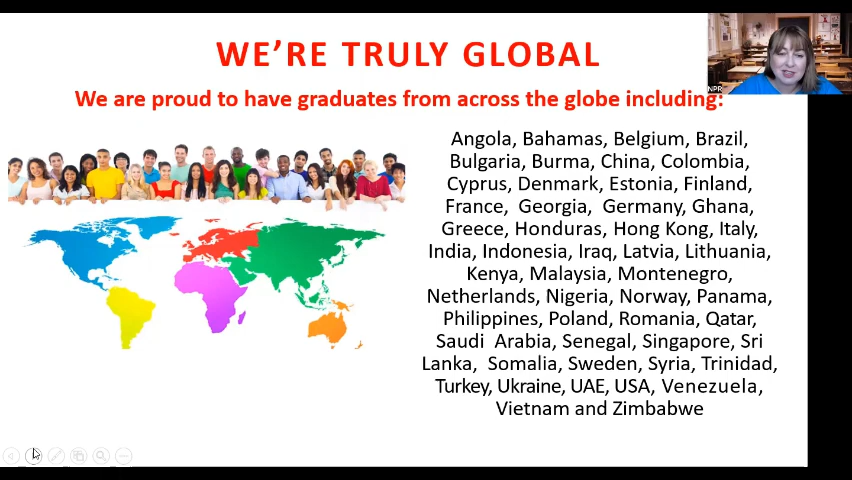 WE'RE TRULY GLOBAL
We are proud to have graduates from across the globe including:
Angola, Bahamas, Belgium, Brazil,
Bulgaria, Burma, China, Colombia,
Cyprus, Denmark, Estonia, Finland,
France, Georgia, Germany, Ghana,
Greece, Honduras, Hong Kong, Italy,
India, Indonesia, Iraq, Latvia, Lithuania,
Kenya, Malaysia, Montenegro,
Netherlands, Nigeria, Norway, Panama,
Philippines, Poland, Romania, Qatar,
Saudi Arabia, Senegal, Singapore, Sri
Lanka, Somalia, Sweden, Syria, Trinidad,
Turkey, Ukraine, UAE, USA, Venezuela,
Vietnam and Zimbabwe
NPR